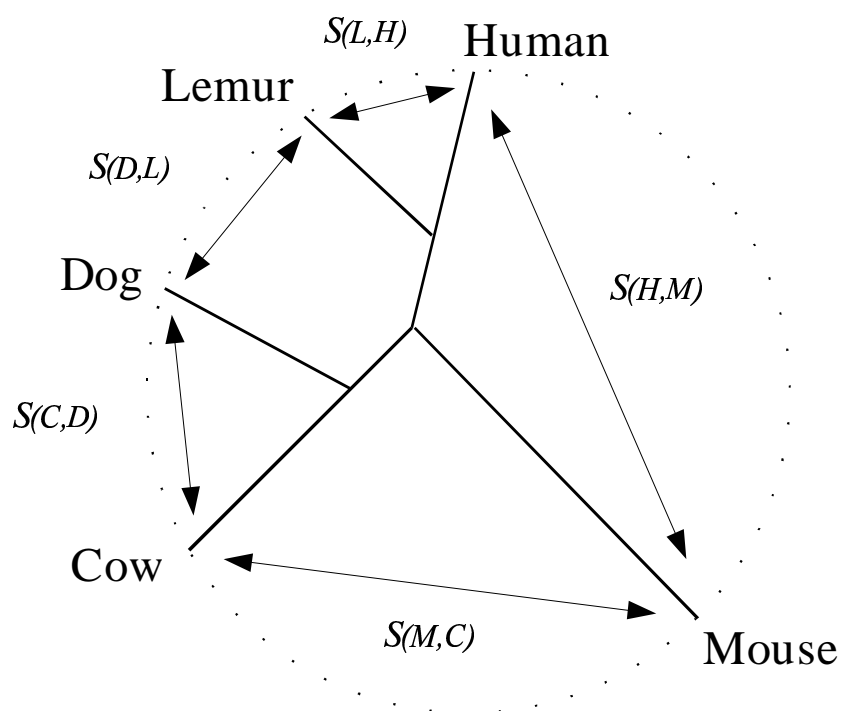 S(L,H)
Human
Lemur
S(D,L)
Dog
S(H,M)
S(C,D)
Cow
S(M,C)
Mouse